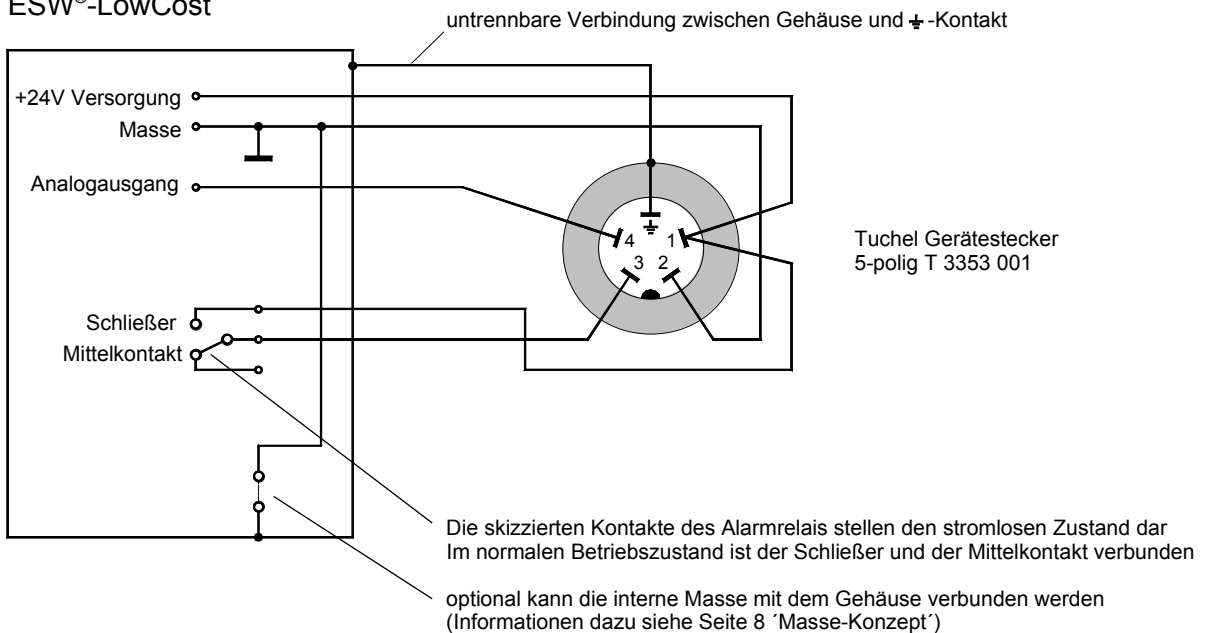 ESW®-LowCost
untrennbare Verbindung zwischen Gehäuse und ⏚-Kontakt
+24V Versorgung
Masse
Analogausgang
4 1
3 2
Tuchel Gerätestecker
5-polig T 3353 001
Schließer
Mittelkontakt
Die skizzierten Kontakte des Alarmrelais stellen den stromlosen Zustand dar
Im normalen Betriebszustand ist der Schließer und der Mittelkontakt verbunden
optional kann die interne Masse mit dem Gehäuse verbunden werden
(Informationen dazu siehe Seite 8 ´Masse-Konzept´)